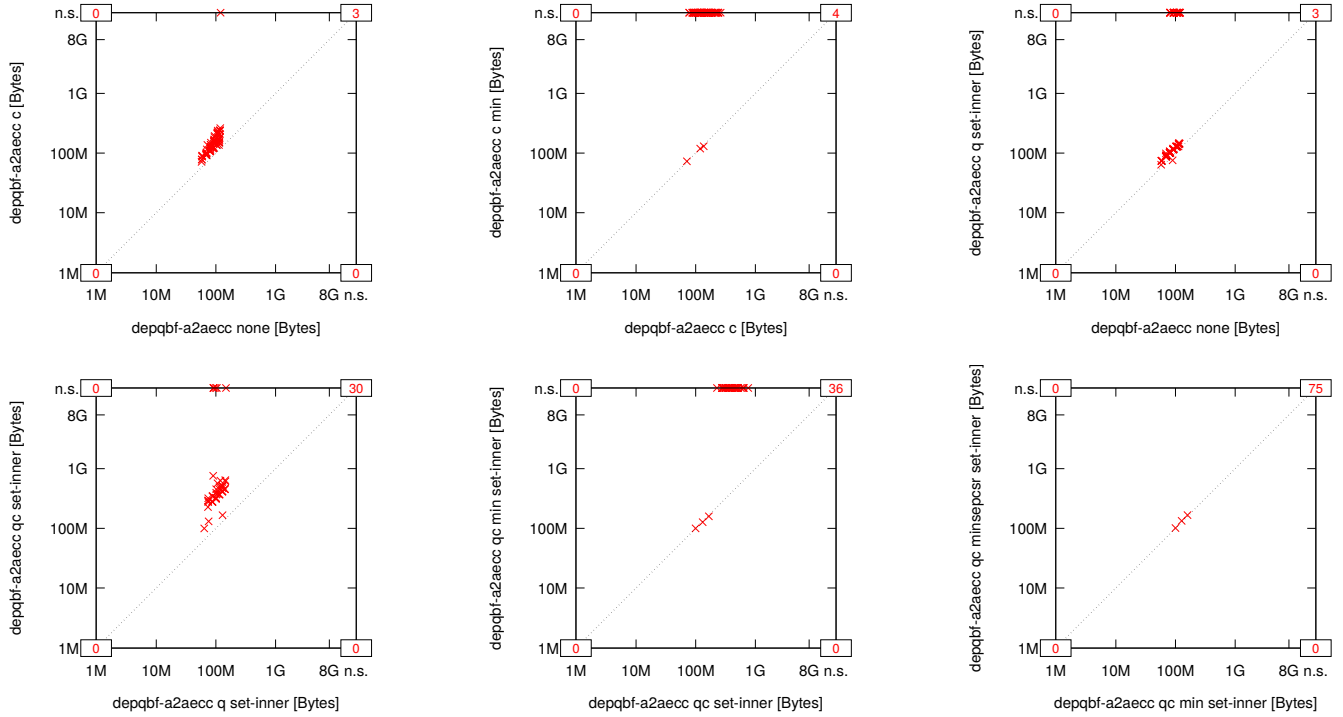 n.s. 0 3
8G
1G
100M
10M
1M 0 0
1M 10M 100M 1G 8G n.s.
depqbf-a2aecc c [Bytes]
depqbf-a2aecc none [Bytes]
n.s. 0 4
8G
1G
100M
10M
1M 0 0
1M 10M 100M 1G 8G n.s.
depqbf-a2aecc c min [Bytes]
depqbf-a2aecc c [Bytes]
n.s. 0 3
8G
1G
100M
10M
1M 0 0
1M 10M 100M 1G 8G n.s.
depqbf-a2aecc q set-inner [Bytes]
depqbf-a2aecc none [Bytes]
n.s. 0 30
8G
1G
100M
10M
1M 0 0
1M 10M 100M 1G 8G n.s.
depqbf-a2aecc qc set-inner [Bytes]
depqbf-a2aecc q set-inner [Bytes]
n.s. 0 36
8G
1G
100M
10M
1M 0 0
1M 10M 100M 1G 8G n.s.
depqbf-a2aecc qc min set-inner [Bytes]
depqbf-a2aecc qc set-inner [Bytes]
n.s. 0 75
8G
1G
100M
10M
1M 0 0
1M 10M 100M 1G 8G n.s.
depqbf-a2aecc qc minsepcsr set-inner [Bytes]
depqbf-a2aecc qc min set-inner [Bytes]